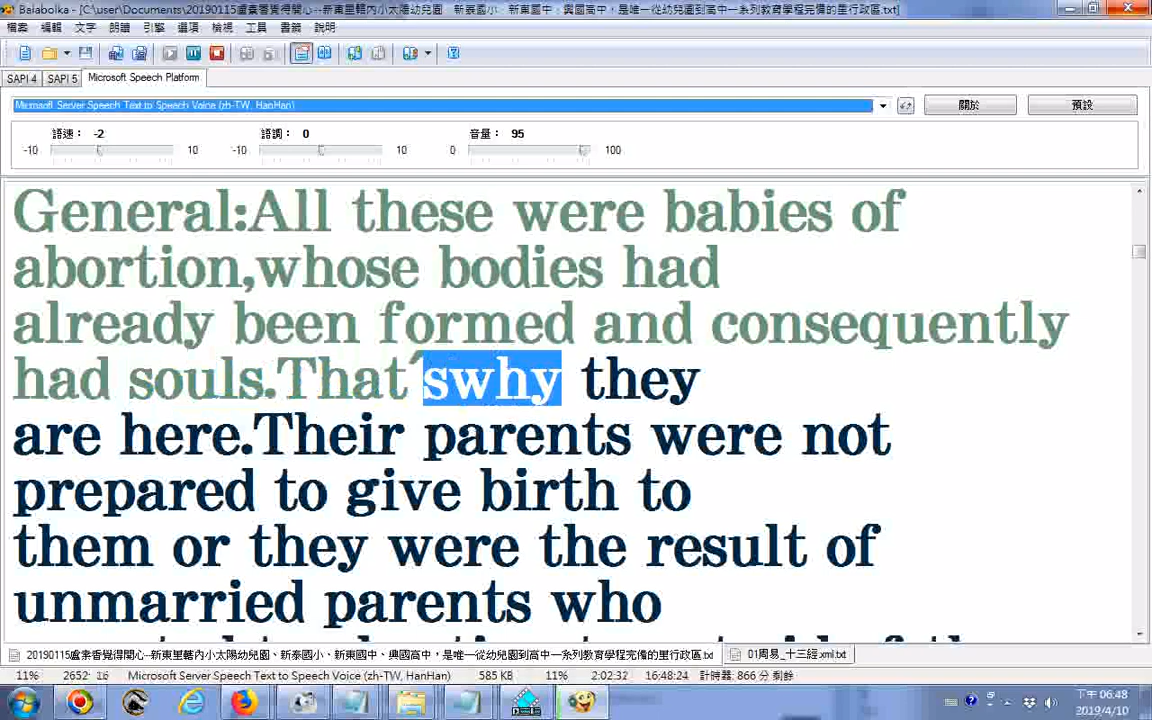 Balabolka - [C:\user\Documents\20190115盧素香覺得開心--新東里轄內小太陽幼兒園、新泰國小、新東國中、興國高中，是唯一從幼兒園到高中一系列教育學程完備的里行政區.txt]
檔案 編輯 文字 朗讀 引擎 選項 檢視 工具 書籤 說明
SAPI 4 SAPI 5 Microsoft Speech Platform
Microsoft Server Speech Text to Speech Voice (zh-TW, HanHan) 關於 預設
語速： -2 語調： 0 音量： 95
-10 10 -10 10 0 100
General:All these were babies of
abortion,whose bodies had
already been formed and consequently
had souls.That´swhy they
are here.Their parents were not
prepared to give birth to
them or they were the result of
unmarried parents who
20190115盧素香覺得開心--新東里轄內小太陽幼兒園、新泰國小、新東國中、興國高中，是唯一從幼兒園到高中一系列教育學程完備的里行政區.txt 01周易_十三經.xml.txt
11% 2652: 16 Microsoft Server Speech Text to Speech Voice (zh-TW, HanHan) 585 KB 11% 2:02:32 16:48:24 計時器: 866 分 剩餘
下午 06:48
2019/4/10